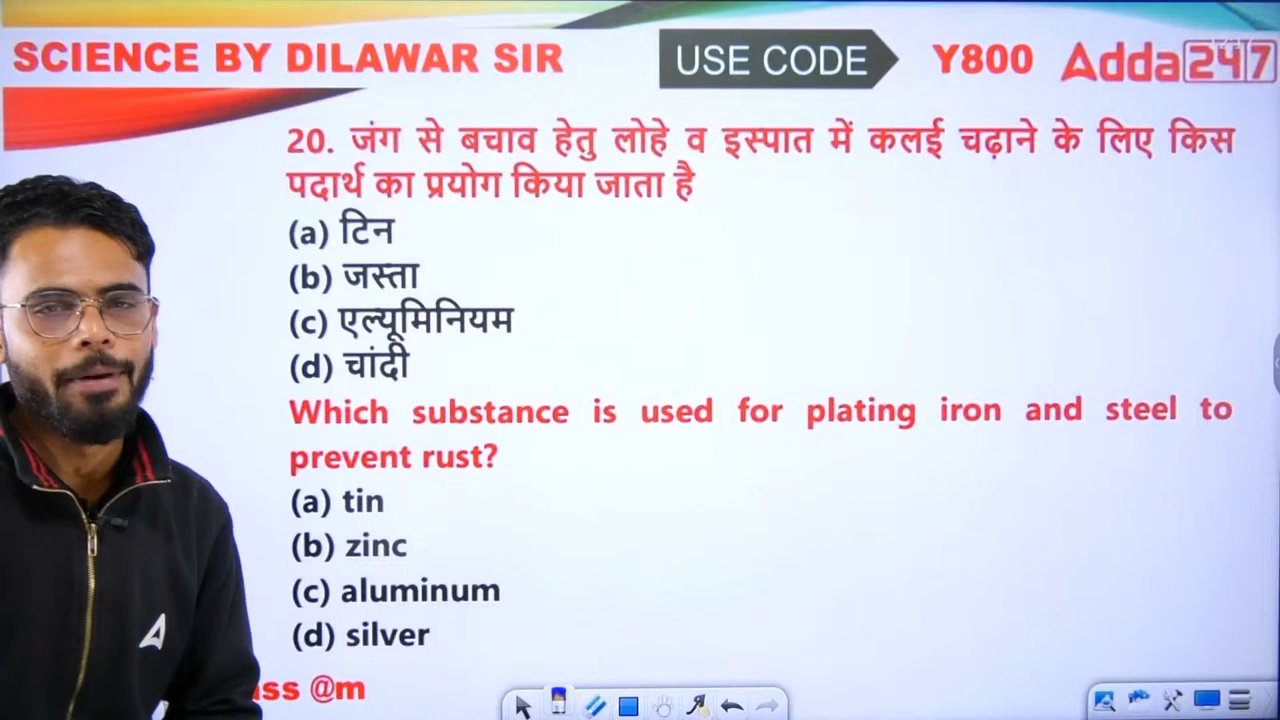 SCIENCE BY DILAWAR SIR
USE CODE
Y800
Adda247
20. जंग से बचाव हेतु लोहे व इस्पात में कलई चढ़ाने के लिए किस
पदार्थ का प्रयोग किया जाता है
(a) टिन
(b) जस्ता
(c) एल्यूमिनियम
(d) चांदी
Which substance is used for plating iron and steel to
prevent rust?
(a) tin
(b) zinc
(c) aluminum
(d) silver
@m